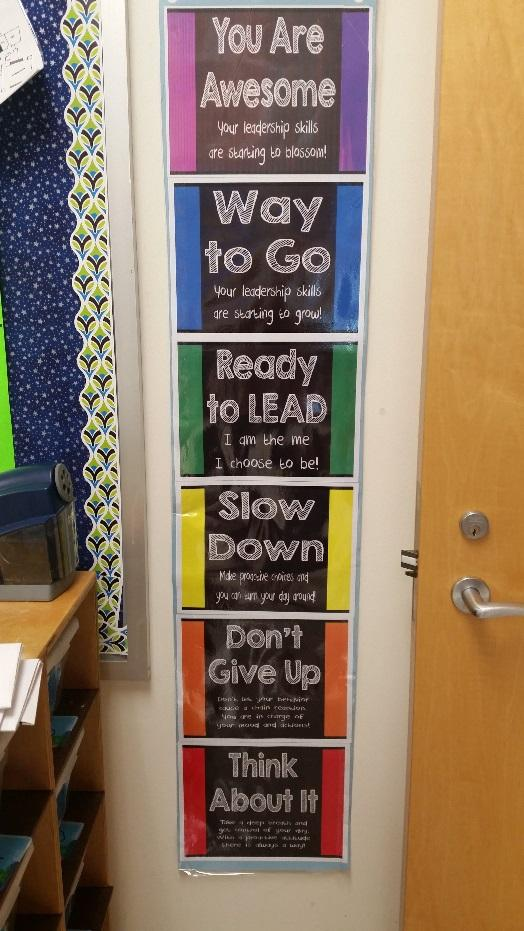 You Are
Awesome
Your leadership skills
are starting to blossom!
Way
to Go
Your leadership skills
are starting to grow!
Ready
to LEAD
I am the me
I choose to be!
Slow
Down
Make proactive choices and
you can turn your day around!
Don't
Give Up
Don't let your behavior
cause a chain reaction.
You are in charge of
your mood and actions!
Think
About It
Take a deep breath and
get control of your day.
With a proactive attitude
there is always a way!